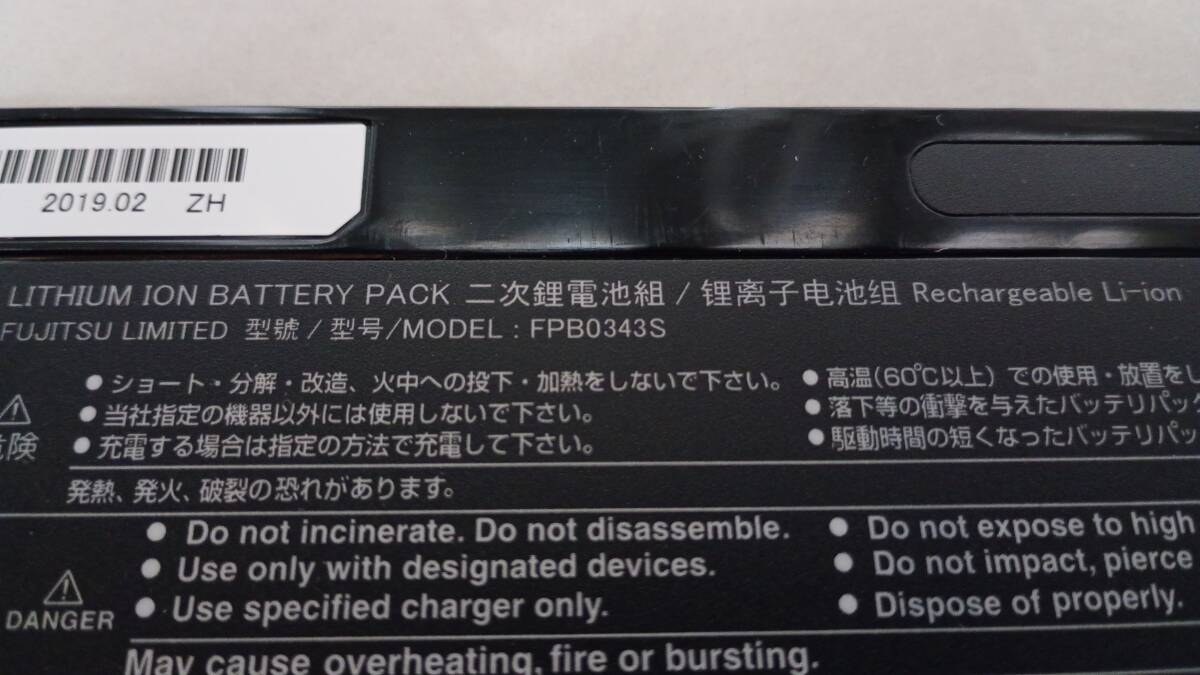 2019.02 ZH
LITHIUM ION BATTERY PACK 二次鋰電池組 / 锂离子电池组 Rechargeable Li-ion
FUJITSU LIMITED 型號 / 型号/MODEL : FPB0343S
●ショート・分解・改造、火中への投下・加熱をしないで下さい。
●当社指定の機器以外には使用しないで下さい。
●充電する場合は指定の方法で充電して下さい。
●高温(60℃以上)での使用・放置をし
●落下等の衝撃を与えたバッテリパック
●駆動時間の短くなったバッテリパッ
危険
発熱、発火、破裂の恐れがあります。
● Do not incinerate. Do not disassemble.
● Use only with designated devices.
● Use specified charger only.
● Do not expose to high
● Do not impact, pierce
● Dispose of properly.
DANGER
May cause overheating, fire or bursting.